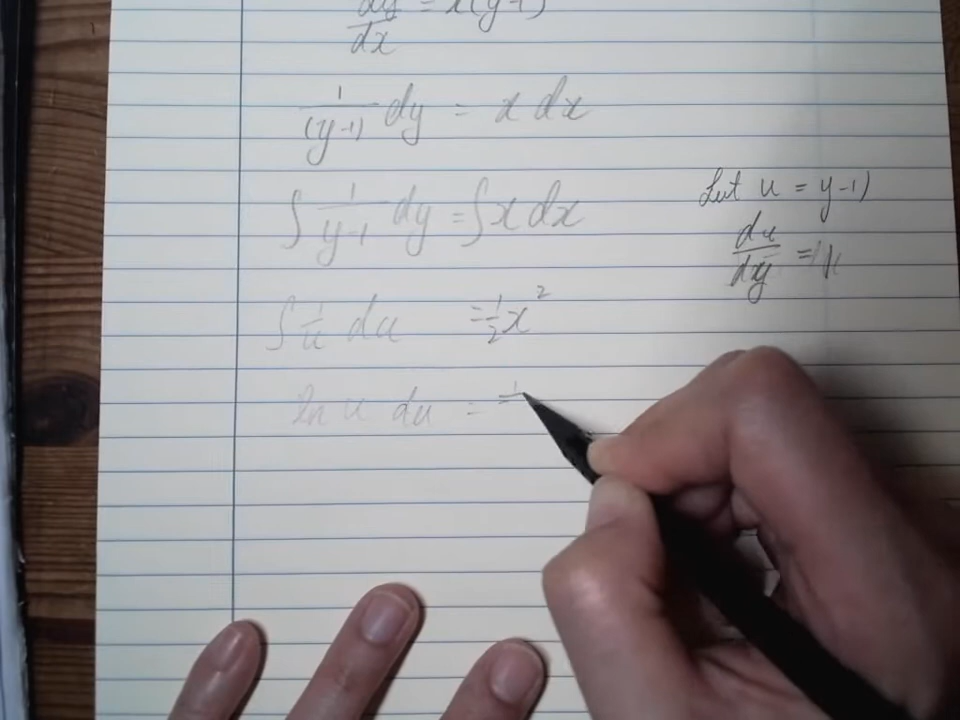 dy/dx = x(y-1)
1/(y-1) dy = x dx
∫ 1/y-1 dy = ∫ x dx
Let u = y-1)
du/dy = 1
∫ 1/u du = 1/2 x²
ln u du = 1